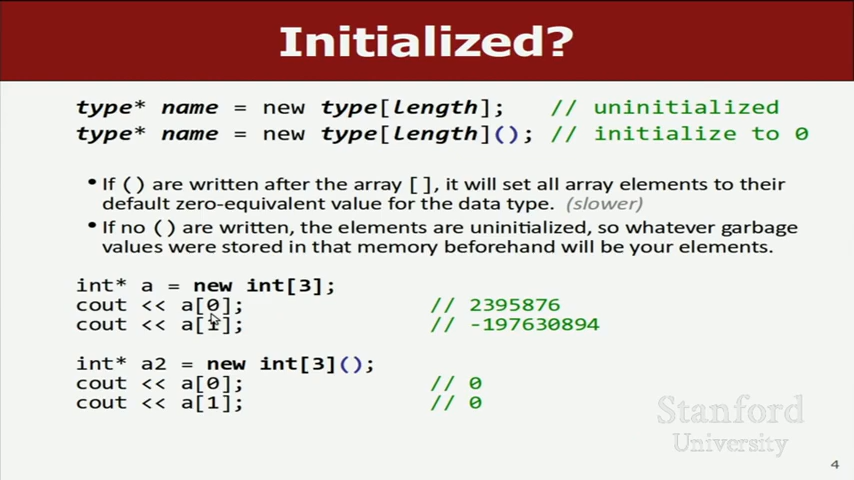 Initialized?
type* name = new type[length]; // uninitialized
type* name = new type[length](); // initialize to 0
• If () are written after the array [], it will set all array elements to their
default zero-equivalent value for the data type. (slower)
• If no () are written, the elements are uninitialized, so whatever garbage
values were stored in that memory beforehand will be your elements.
int* a = new int[3];
cout << a[0]; // 2395876
cout << a[1]; // -197630894
int* a2 = new int[3]();
cout << a[0]; // 0
cout << a[1]; // 0
Stanford
University
4